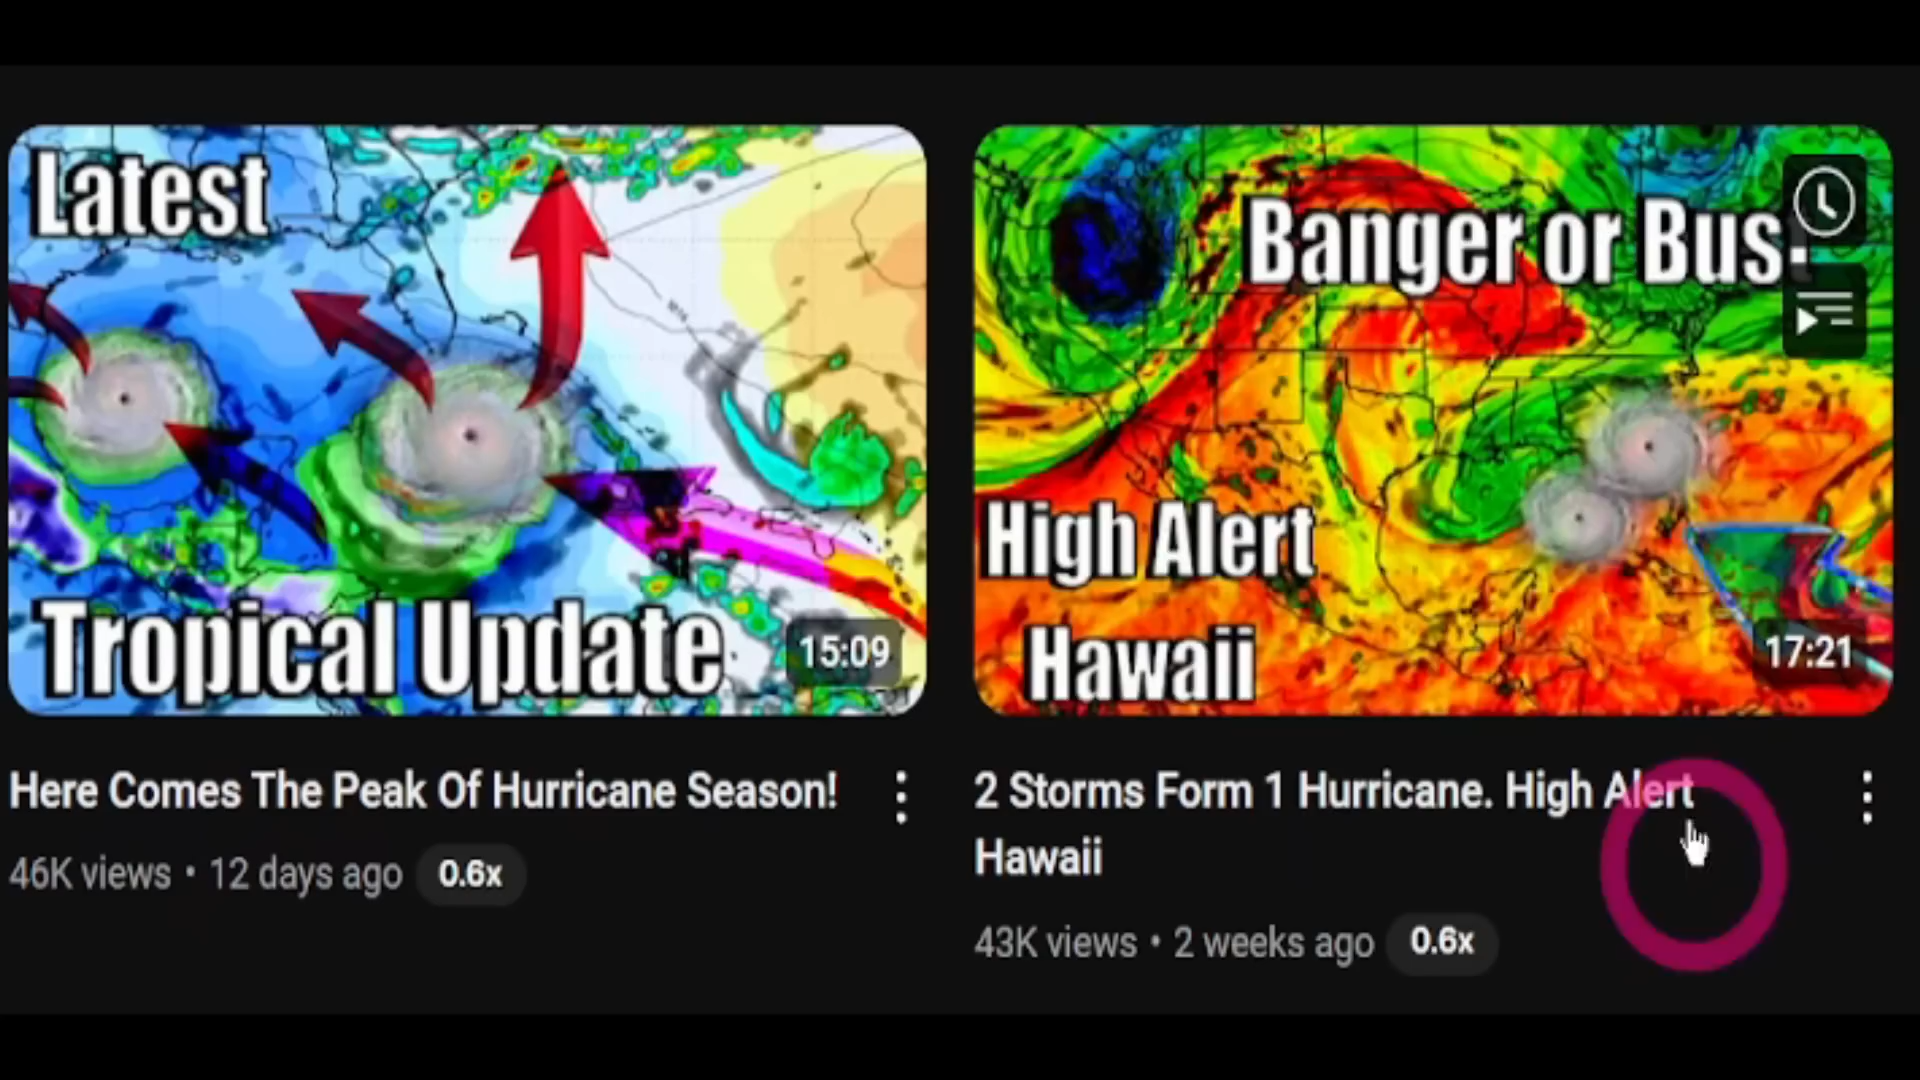 Latest
Tropical Update
15:09
Here Comes The Peak Of Hurricane Season!
46K views • 12 days ago 0.6x
Banger or Bus
High Alert
Hawaii
17:21
2 Storms Form 1 Hurricane. High Alert
Hawaii
43K views • 2 weeks ago 0.6x